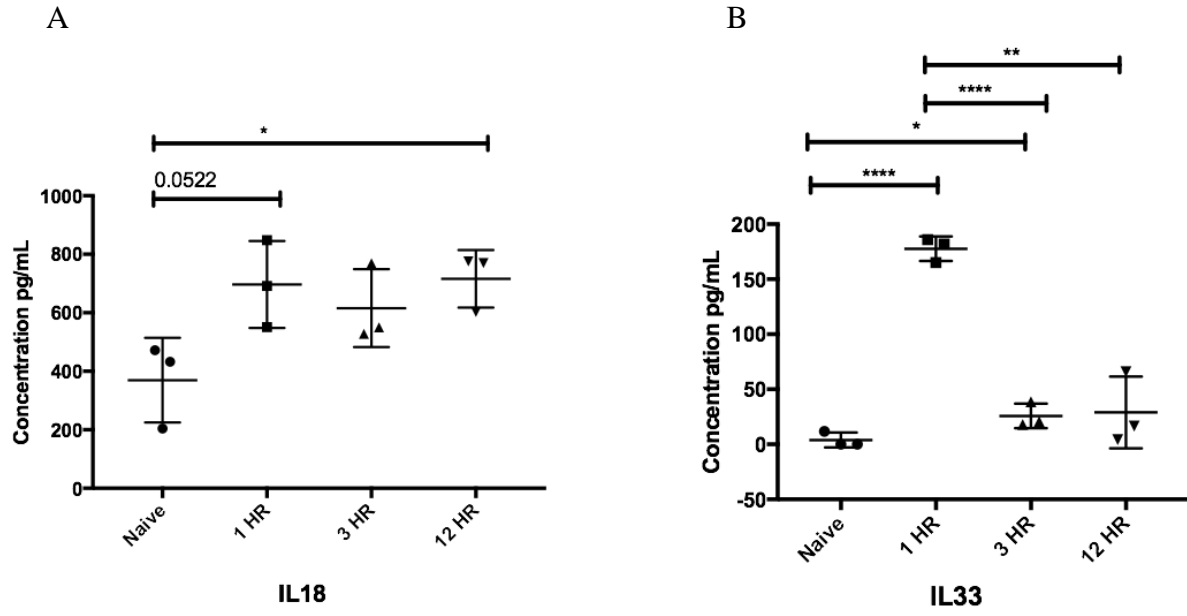 A
*
0.0522
1000
800
600
400
200
0
Concentration pg/mL
Naive
1 HR
3 HR
12 HR
IL18
B
**
****
*
****
200
150
100
50
0
-50
Concentration pg/mL
Naive
1 HR
3 HR
12 HR
IL33